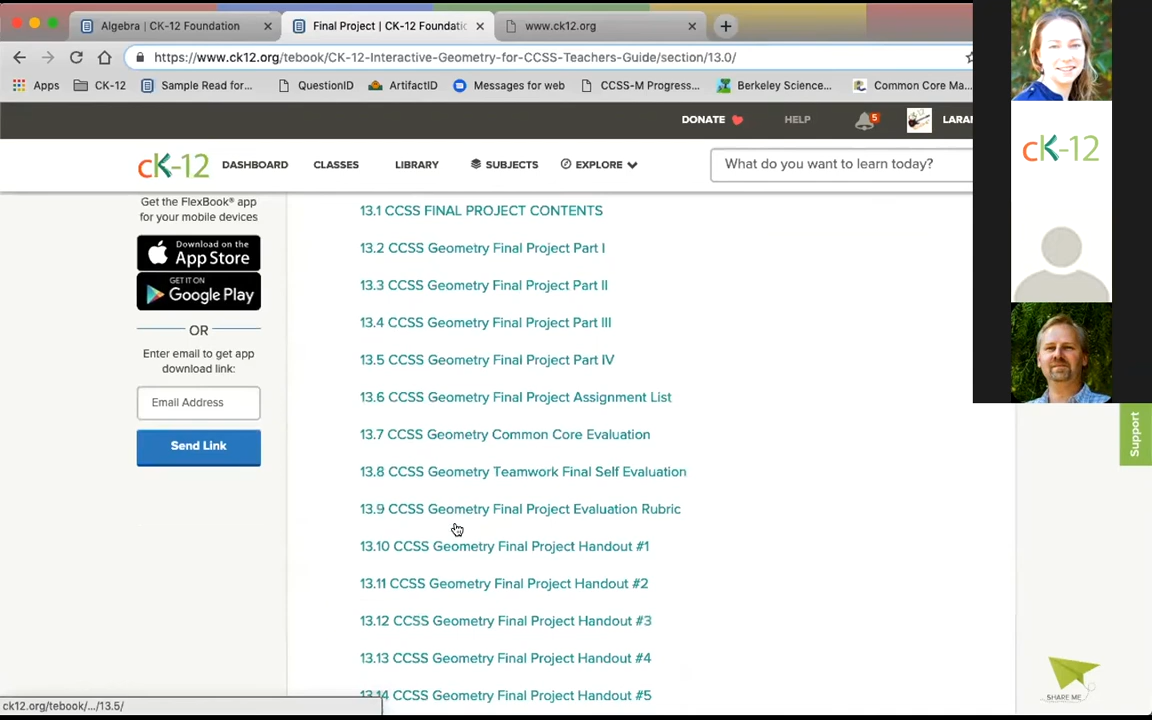 Algebra | CK-12 Foundation
Final Project | CK-12 Foundatic
www.ck12.org
https://www.ck12.org/tebook/CK-12-Interactive-Geometry-for-CCSS-Teachers-Guide/section/13.0/
Apps CK-12 Sample Read for... QuestionID ArtifactID Messages for web CCSS-M Progress... Berkeley Science... Common Core Ma...
DONATE HELP 5 LARA
cK-12 DASHBOARD CLASSES LIBRARY SUBJECTS EXPLORE What do you want to learn today?
cK-12
Get the FlexBook® app
for your mobile devices
Download on the
App Store
GET IT ON
Google Play
OR
Enter email to get app
download link:
Email Address
Send Link
13.1 CCSS FINAL PROJECT CONTENTS
13.2 CCSS Geometry Final Project Part I
13.3 CCSS Geometry Final Project Part II
13.4 CCSS Geometry Final Project Part III
13.5 CCSS Geometry Final Project Part IV
13.6 CCSS Geometry Final Project Assignment List
13.7 CCSS Geometry Common Core Evaluation
13.8 CCSS Geometry Teamwork Final Self Evaluation
13.9 CCSS Geometry Final Project Evaluation Rubric
13.10 CCSS Geometry Final Project Handout #1
13.11 CCSS Geometry Final Project Handout #2
13.12 CCSS Geometry Final Project Handout #3
13.13 CCSS Geometry Final Project Handout #4
13.14 CCSS Geometry Final Project Handout #5
Support
SHARE ME
ck12.org/tebook/.../13.5/